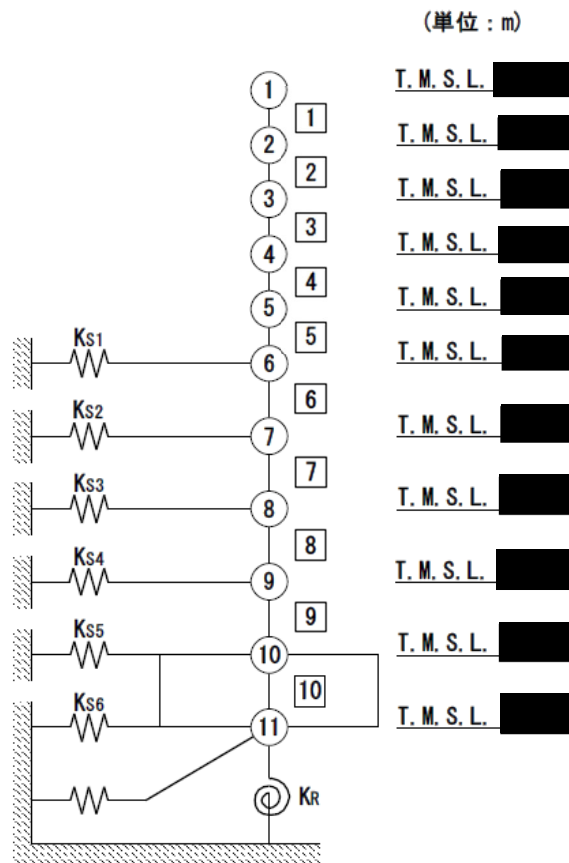 (単位：m)
1 T.M.S.L.
1
2 T.M.S.L.
2
3 T.M.S.L.
3
4 T.M.S.L.
4
5 T.M.S.L.
5
KS1 6 T.M.S.L.
6
KS2 7 T.M.S.L.
7
KS3 8 T.M.S.L.
8
KS4 9 T.M.S.L.
9
KS5 10 T.M.S.L.
10
KS6 11 T.M.S.L.
KR